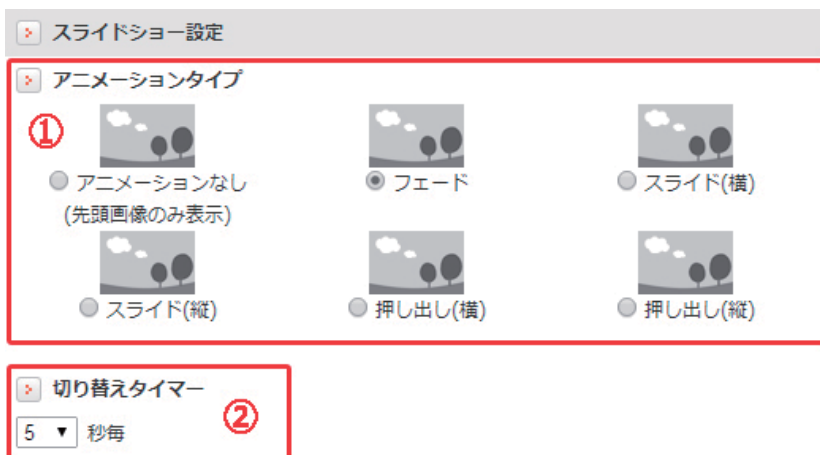 スライドショー設定
アニメーションタイプ
①
アニメーションなし
(先頭画像のみ表示)
フェード
スライド(横)
スライド(縦)
押し出し(横)
押し出し(縦)
切り替えタイマー
②
5 ▼ 秒毎